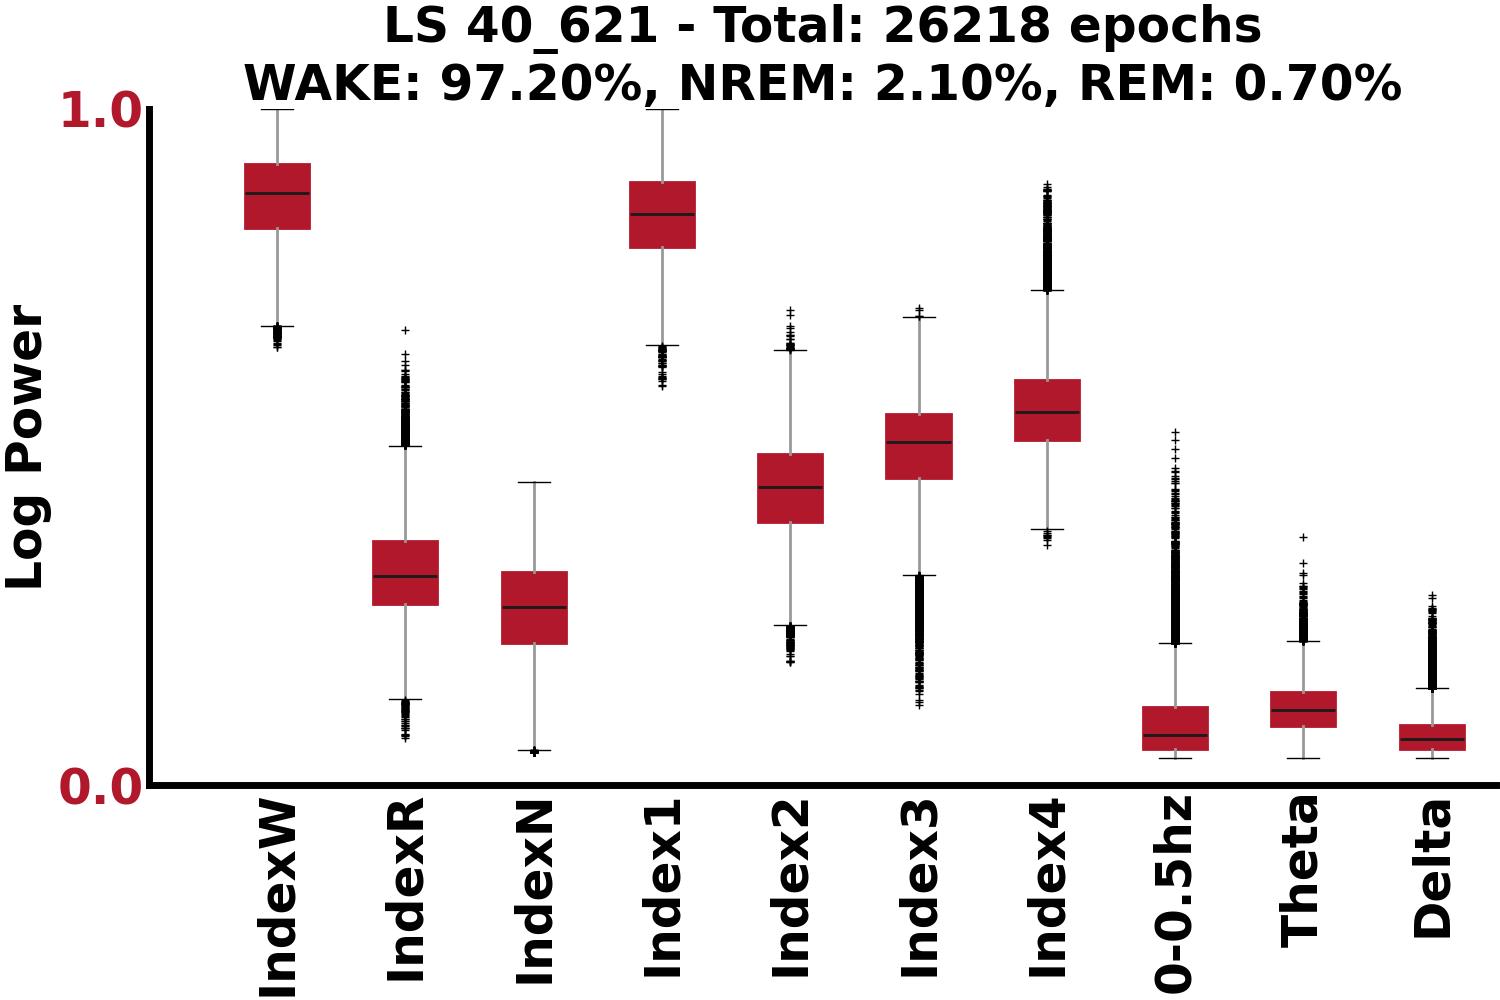 LS 40_621 - Total: 26218 epochs
WAKE: 97.20%, NREM: 2.10%, REM: 0.70%
1.0
Log Power
0.0
IndexW
IndexR
IndexN
Index1
Index2
Index3
Index4
0-0.5hz
Theta
Delta